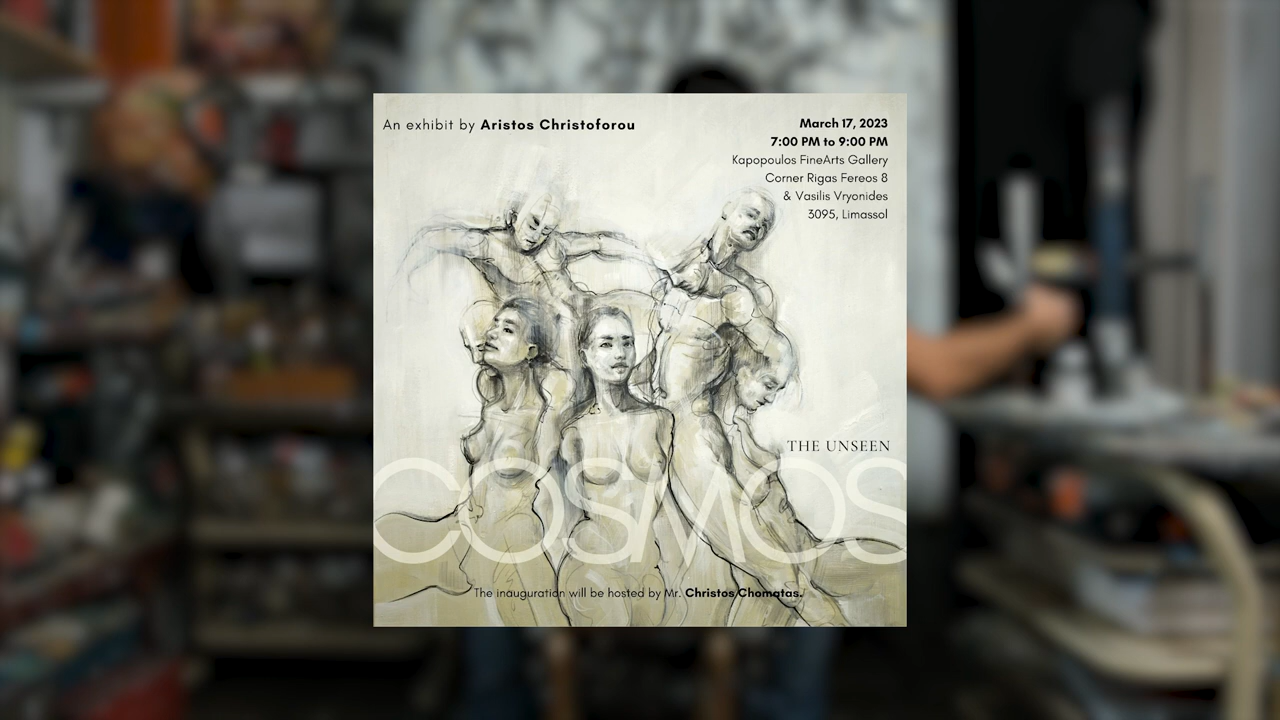 An exhibit by Aristos Christoforou
March 17, 2023
7:00 PM to 9:00 PM
Kapopoulos FineArts Gallery
Corner Rigas Fereos 8
& Vasilis Vryonides
3095, Limassol
THE UNSEEN
COSMOS
The inauguration will be hosted by Mr. Christos Chomatas.